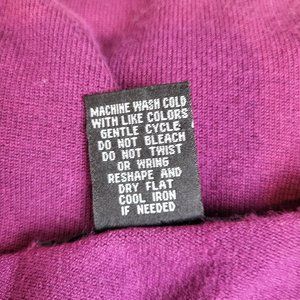 MACHINE WASH COLD
WITH LIKE COLORS
GENTLE CYCLE
DO NOT BLEACH
DO NOT TWIST
OR WRING
RESHAPE AND
DRY FLAT
COOL IRON
IF NEEDED